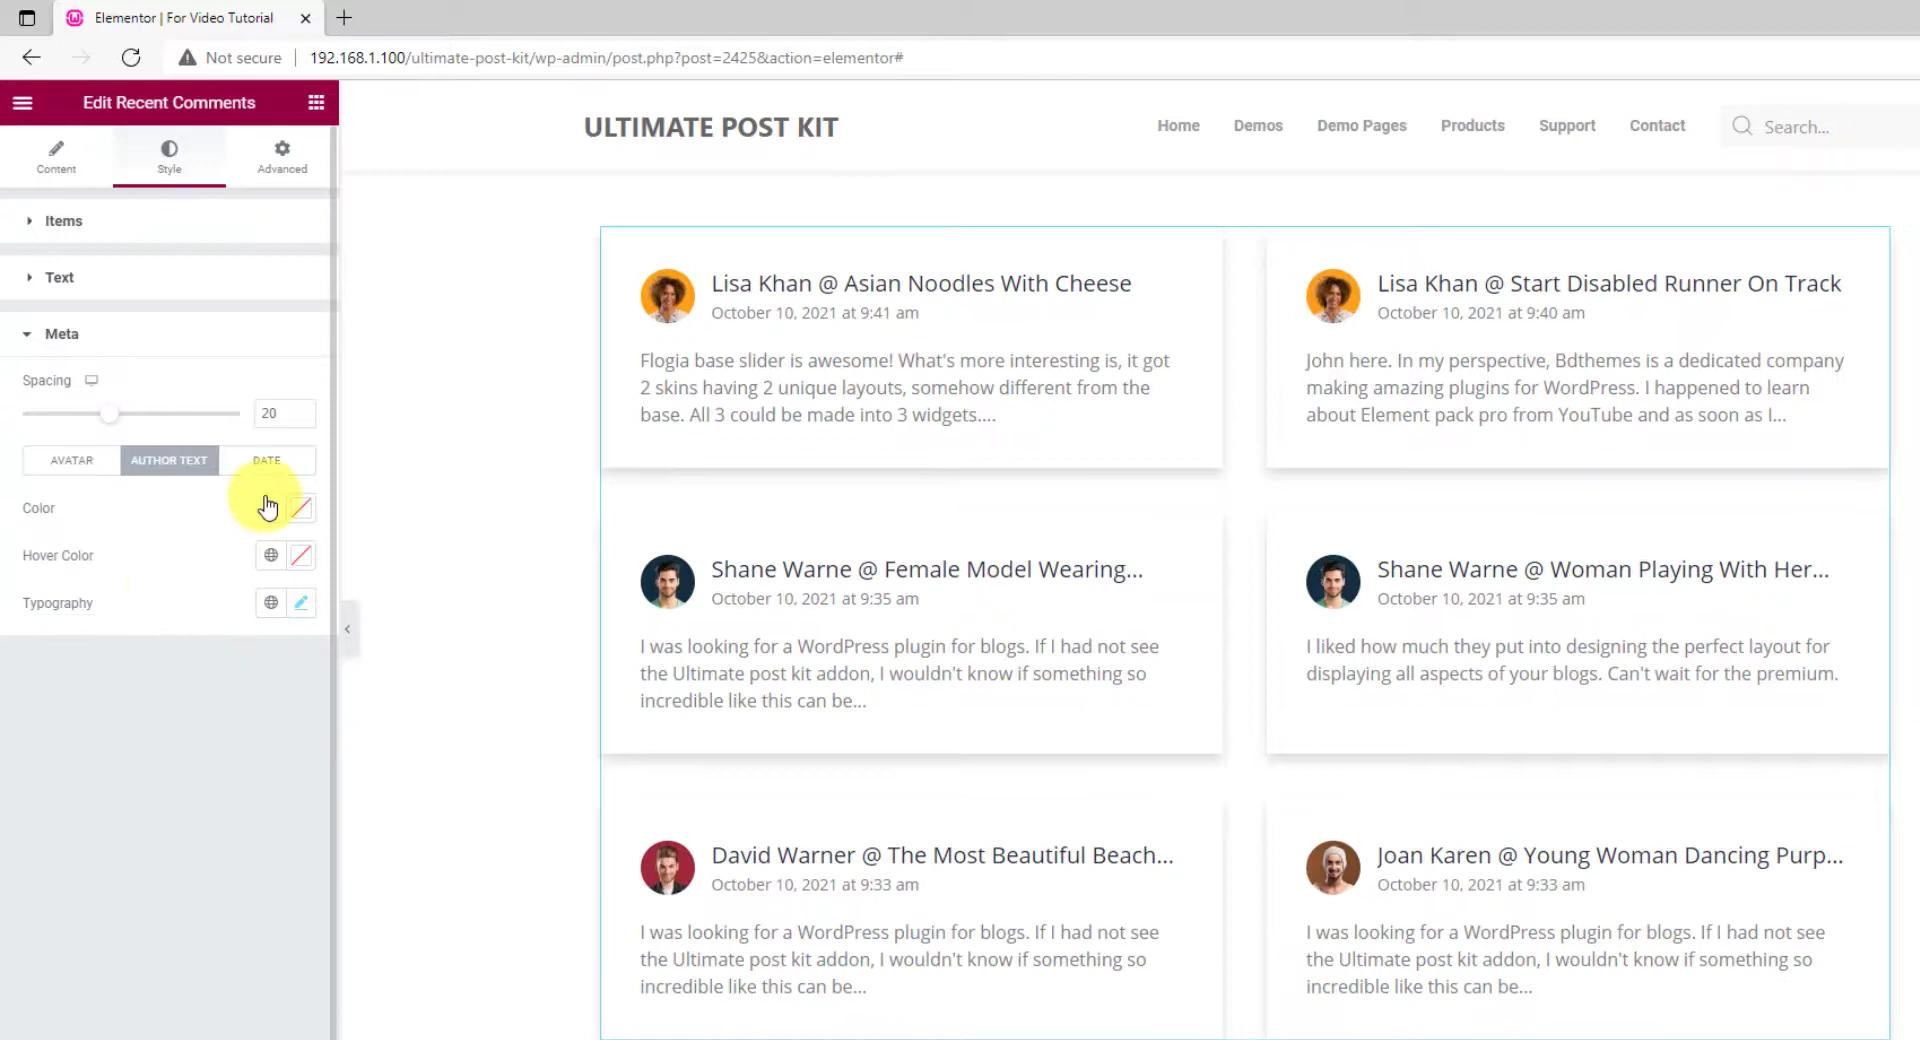 Elementor | For Video Tutorial
Not secure
192.168.1.100/ultimate-post-kit/wp-admin/post.php?post=2425&action=elementor#
Edit Recent Comments
Content
Style
Advanced
Items
Text
Meta
Spacing
20
AVATAR
AUTHOR TEXT
DATE
Color
Hover Color
Typography
ULTIMATE POST KIT
Home
Demos
Demo Pages
Products
Support
Contact
Search...
Lisa Khan @ Asian Noodles With Cheese
October 10, 2021 at 9:41 am
Flogia base slider is awesome! What's more interesting is, it got
2 skins having 2 unique layouts, somehow different from the
base. All 3 could be made into 3 widgets....
Lisa Khan @ Start Disabled Runner On Track
October 10, 2021 at 9:40 am
John here. In my perspective, Bdthemes is a dedicated company
making amazing plugins for WordPress. I happened to learn
about Element pack pro from YouTube and as soon as I...
Shane Warne @ Female Model Wearing...
October 10, 2021 at 9:35 am
I was looking for a WordPress plugin for blogs. If I had not see
the Ultimate post kit addon, I wouldn't know if something so
incredible like this can be...
Shane Warne @ Woman Playing With Her...
October 10, 2021 at 9:35 am
I liked how much they put into designing the perfect layout for
displaying all aspects of your blogs. Can't wait for the premium.
David Warner @ The Most Beautiful Beach...
October 10, 2021 at 9:33 am
I was looking for a WordPress plugin for blogs. If I had not see
the Ultimate post kit addon, I wouldn't know if something so
incredible like this can be...
Joan Karen @ Young Woman Dancing Purp...
October 10, 2021 at 9:33 am
I was looking for a WordPress plugin for blogs. If I had not see
the Ultimate post kit addon, I wouldn't know if something so
incredible like this can be...